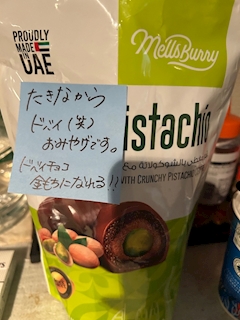 PROUDLY
MADE
IN
UAE
MellsBurry
たきなから
ドバイ(笑)
おみやげです。
ドバイチョコ
金もちになれる!!
istachio
WITH CRUNCHY PISTACHIO